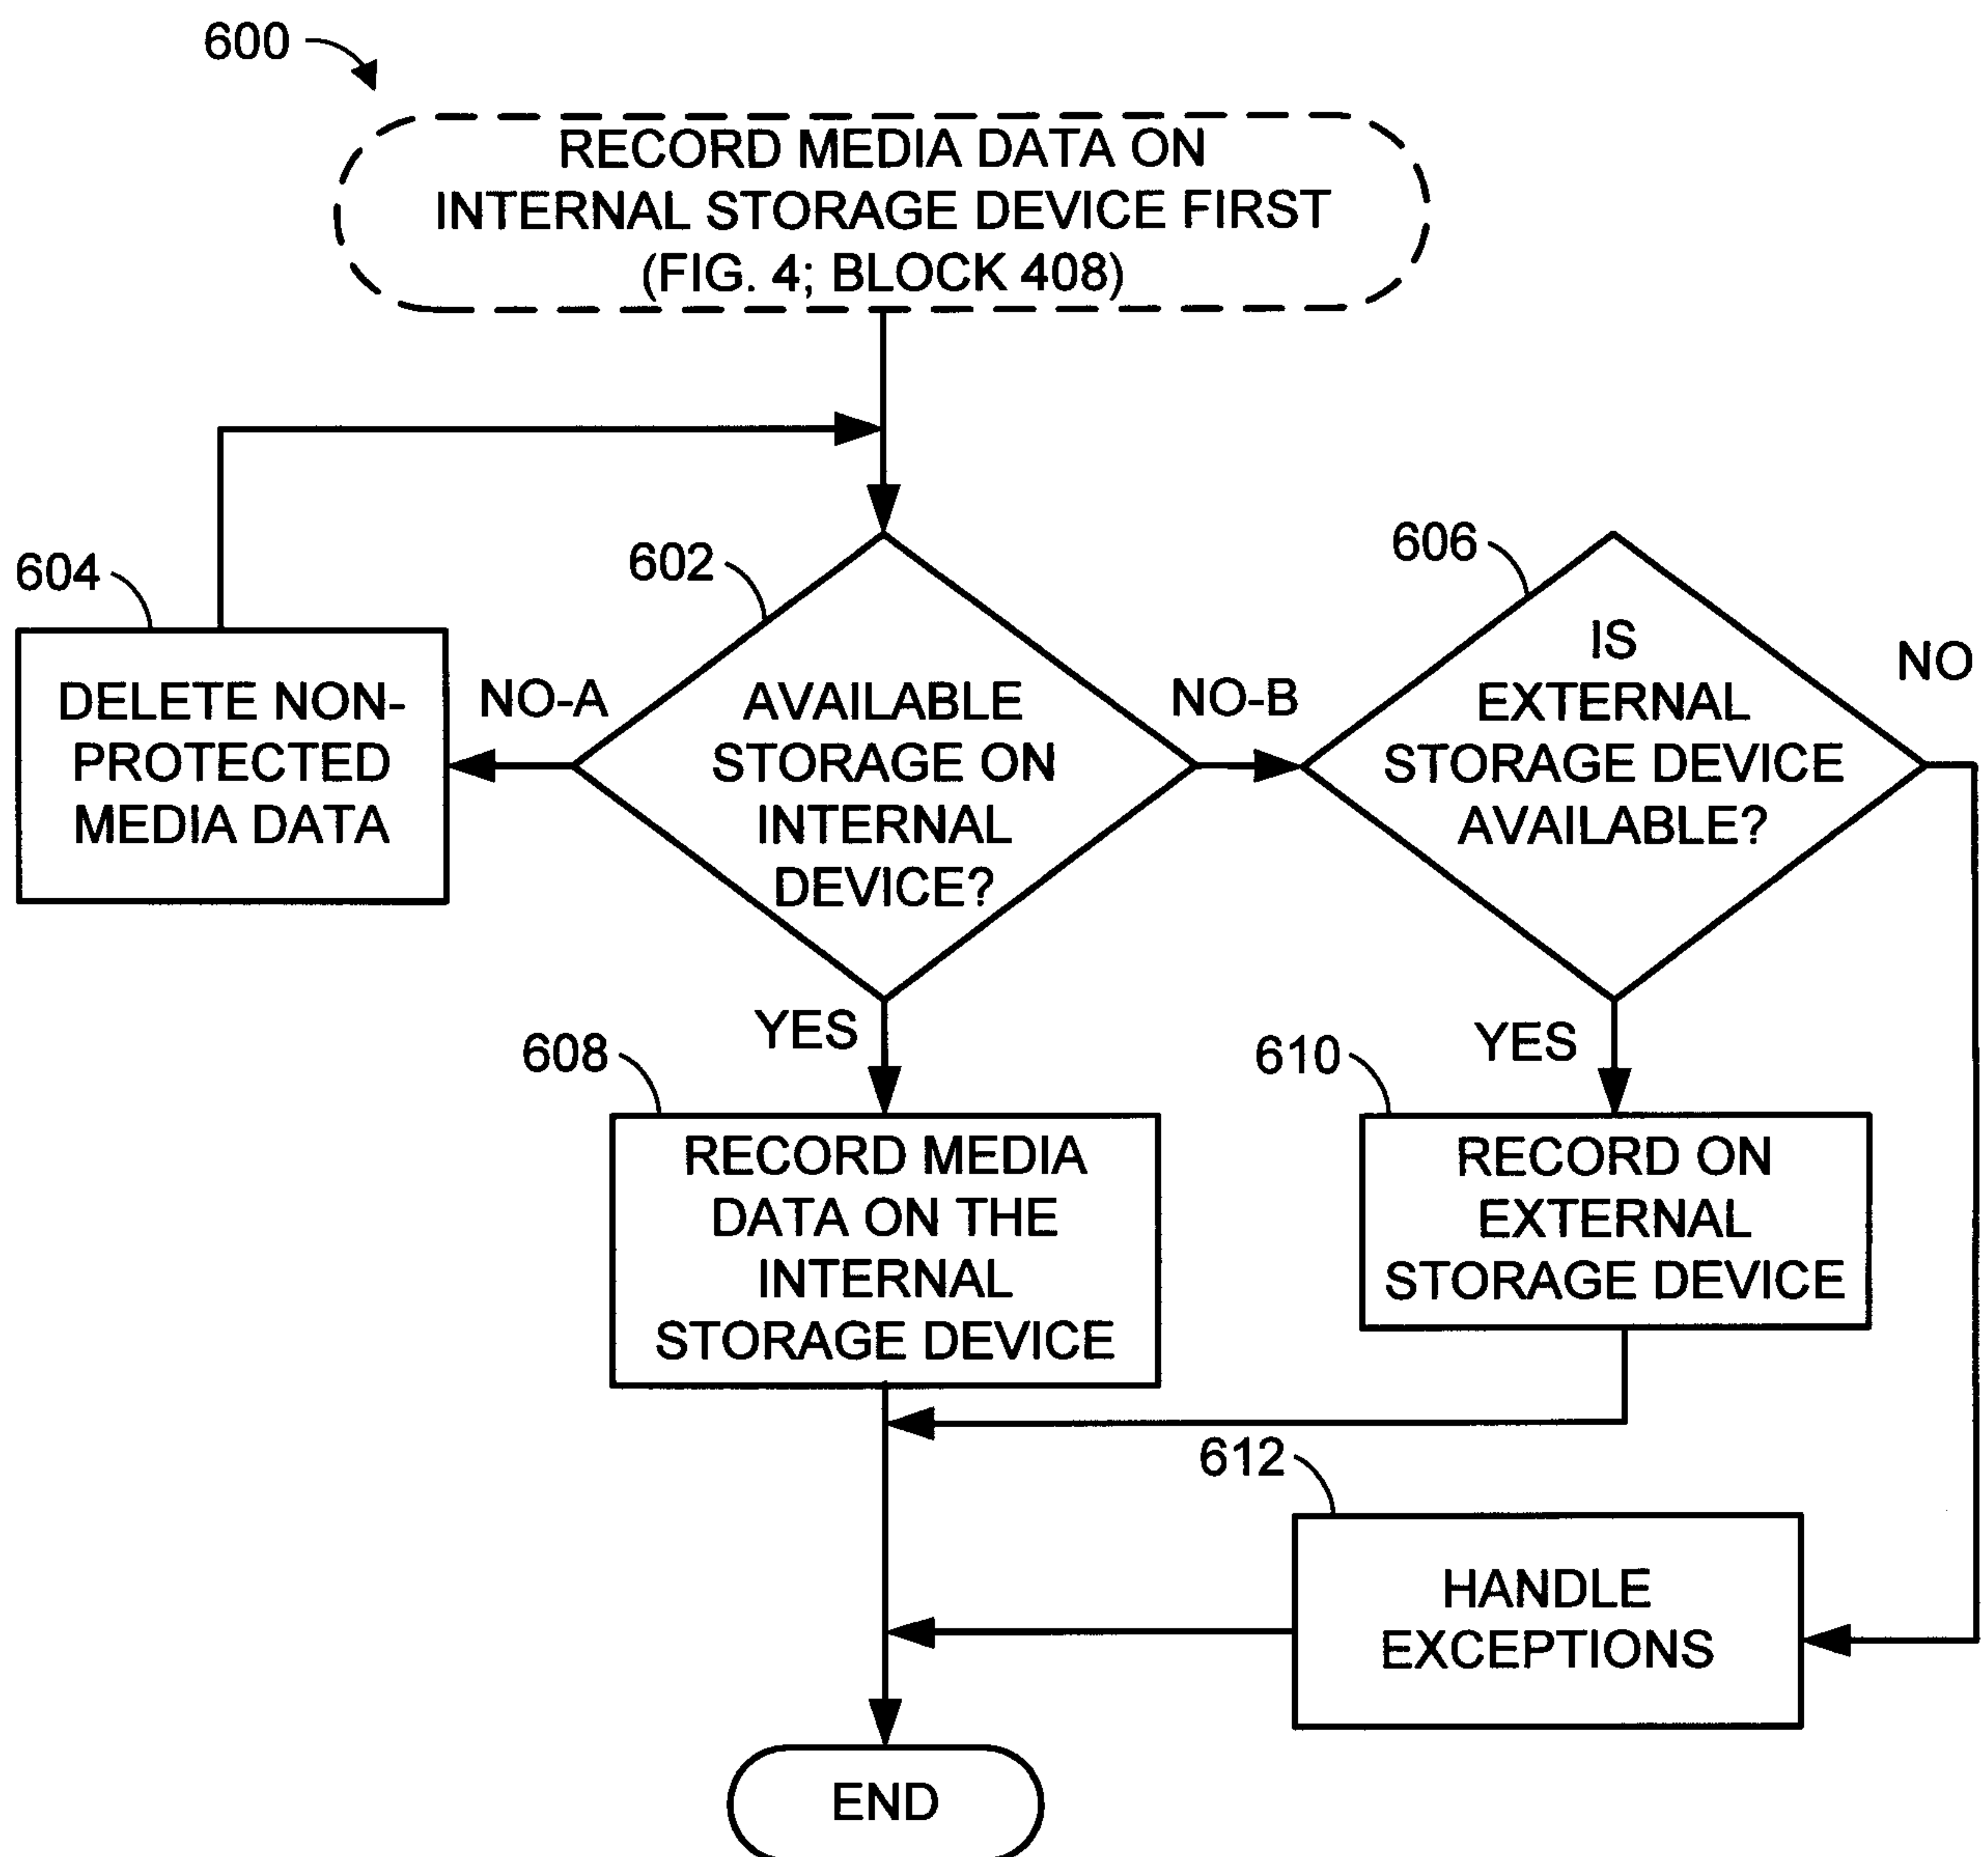 600
RECORD MEDIA DATA ON
INTERNAL STORAGE DEVICE FIRST
(FIG. 4; BLOCK 408)
604
DELETE NON-
PROTECTED
MEDIA DATA
NO-A
602
AVAILABLE
STORAGE ON
INTERNAL
DEVICE?
NO-B
606
IS
EXTERNAL
STORAGE DEVICE
AVAILABLE?
NO
YES
608
RECORD MEDIA
DATA ON THE
INTERNAL
STORAGE DEVICE
YES
610
RECORD ON
EXTERNAL
STORAGE DEVICE
612
HANDLE
EXCEPTIONS
END